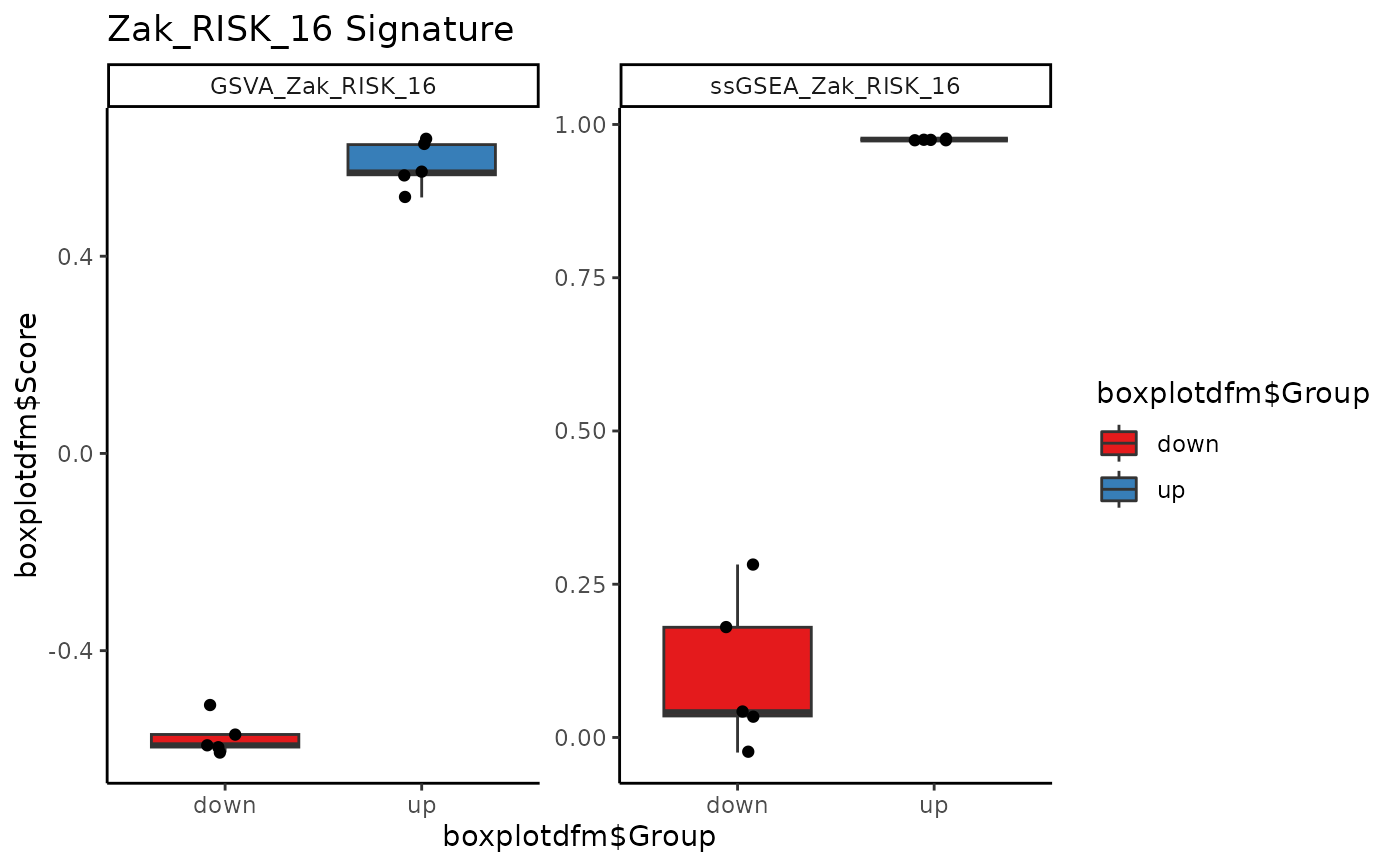 Zak_RISK_16 Signature
GSVA_Zak_RISK_16
ssGSEA_Zak_RISK_16
boxplotdfm$Score
0.4
0.0
-0.4
1.00
0.75
0.50
0.25
0.00
down
up
down
up
boxplotdfm$Group
boxplotdfm$Group
down
up